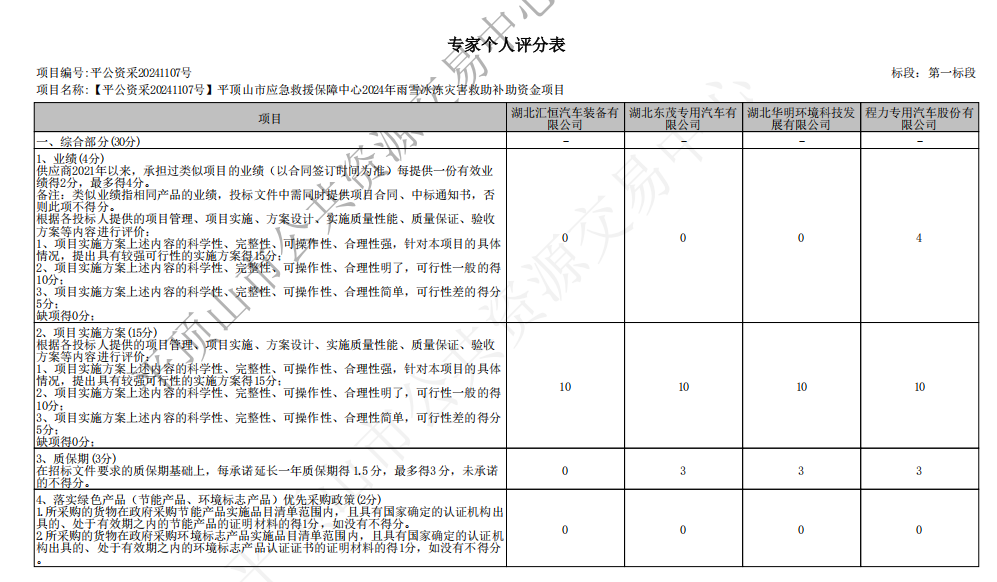 专家个人评分表
项目编号:平公资采20241107号
标段：第一标段
项目名称:【平公资采20241107号】平顶山市应急救援保障中心2024年雨雪冰冻灾害救助补助资金项目
项目
湖北汇恒汽车装备有
限公司
湖北东茂专用汽车有
限公司
湖北华明环境科技发
展有限公司
程力专用汽车股份有
限公司
一、综合部分(30分)
-
-
-
-
1、业绩(4分)
供应商2021年以来，承担过类似项目的业绩（以合同签订时间为准）每提供一份有效业
绩得2分，最多得4分。
备注：类似业绩指相同产品的业绩，投标文件中需同时提供项目合同、中标通知书，否
则此项不得分。
根据各投标人提供的项目管理、项目实施、方案设计、实施质量性能、质量保证、验收
方案等内容进行评价：
1、项目实施方案上述内容的科学性、完整性、可操作性、合理性强，针对本项目的具体
情况，提出具有较强可行性的实施方案得15分；
2、项目实施方案上述内容的科学性、完整性、可操作性、合理性明了，可行性一般的得
10分；
3、项目实施方案上述内容的科学性、完整性、可操作性、合理性简单，可行性差的得分
5分；
缺项得0分；
0
0
0
4
2、项目实施方案(15分)
根据各投标人提供的项目管理、项目实施、方案设计、实施质量性能、质量保证、验收
方案等内容进行评价：
1、项目实施方案上述内容的科学性、完整性、可操作性、合理性强，针对本项目的具体
情况，提出具有较强可行性的实施方案得15分；
2、项目实施方案上述内容的科学性、完整性、可操作性、合理性明了，可行性一般的得
10分；
3、项目实施方案上述内容的科学性、完整性、可操作性、合理性简单，可行性差的得分
5分；
缺项得0分；
10
10
10
10
3、质保期(3分)
在招标文件要求的质保期基础上，每承诺延长一年质保期得 1.5 分，最多得3 分，未承诺
的不得分。
0
3
3
3
4、落实绿色产品（节能产品、环境标志产品）优先采购政策(2分)
1.所采购的货物在政府采购节能产品实施品目清单范围内，且具有国家确定的认证机构出
具的、处于有效期之内的节能产品的证明材料的得1分，如没有不得分。
2.所采购的货物在政府采购环境标志产品实施品目清单范围内，且具有国家确定的认证机
构出具的、处于有效期之内的环境标志产品认证证书的证明材料的得1分，如没有不得分
。
0
0
0
0
平顶山市公共资源交易中心
平顶山市公共资源交易中心